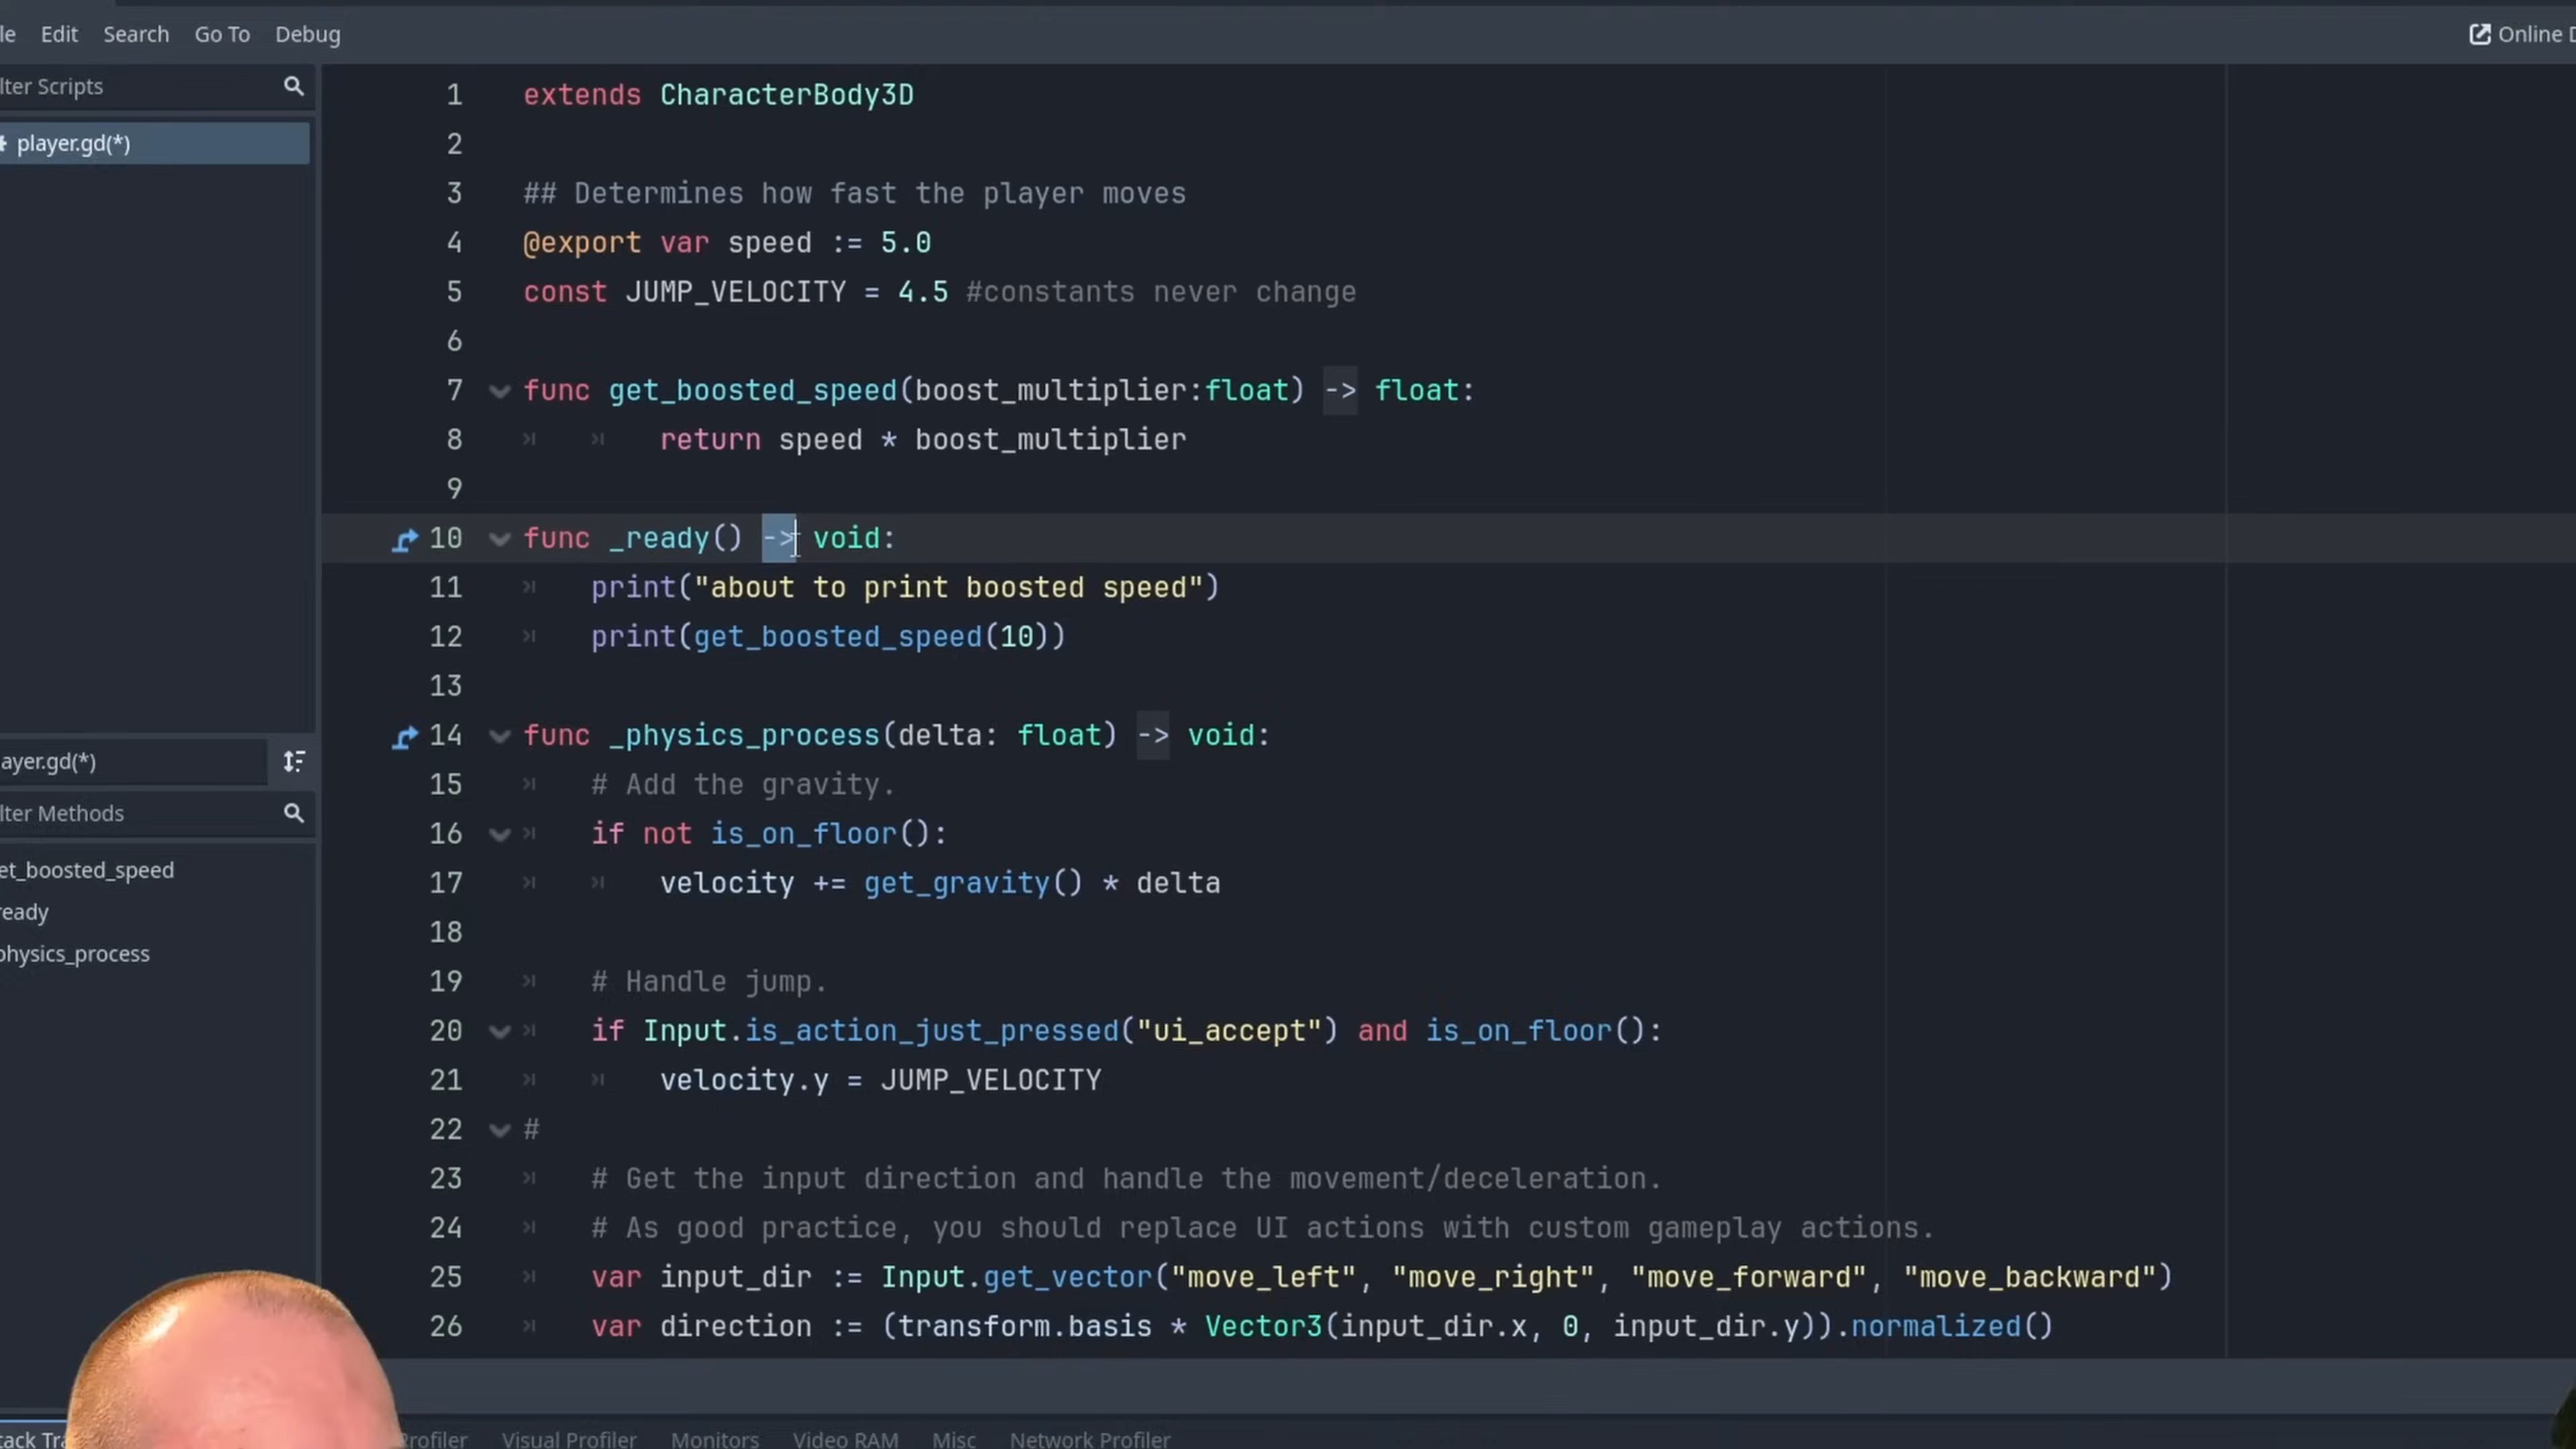 le Edit Search Go To Debug Online D
lter Scripts
player.gd(*)
1 extends CharacterBody3D
2
3 ## Determines how fast the player moves
4 @export var speed := 5.0
5 const JUMP_VELOCITY = 4.5 #constants never change
6
7 func get_boosted_speed(boost_multiplier:float) -> float:
8 return speed * boost_multiplier
9
10 func _ready() -> void:
11 print("about to print boosted speed")
12 print(get_boosted_speed(10))
13
14 func _physics_process(delta: float) -> void:
15 # Add the gravity.
16 if not is_on_floor():
17 velocity += get_gravity() * delta
18
19 # Handle jump.
20 if Input.is_action_just_pressed("ui_accept") and is_on_floor():
21 velocity.y = JUMP_VELOCITY
22 #
23 # Get the input direction and handle the movement/deceleration.
24 # As good practice, you should replace UI actions with custom gameplay actions.
25 var input_dir := Input.get_vector("move_left", "move_right", "move_forward", "move_backward")
26 var direction := (transform.basis * Vector3(input_dir.x, 0, input_dir.y)).normalized()
ayer.gd(*)
lter Methods
et_boosted_speed
ready
physics_process
tack Tra rofiler Visual Profiler Monitors Video RAM Misc Network Profiler